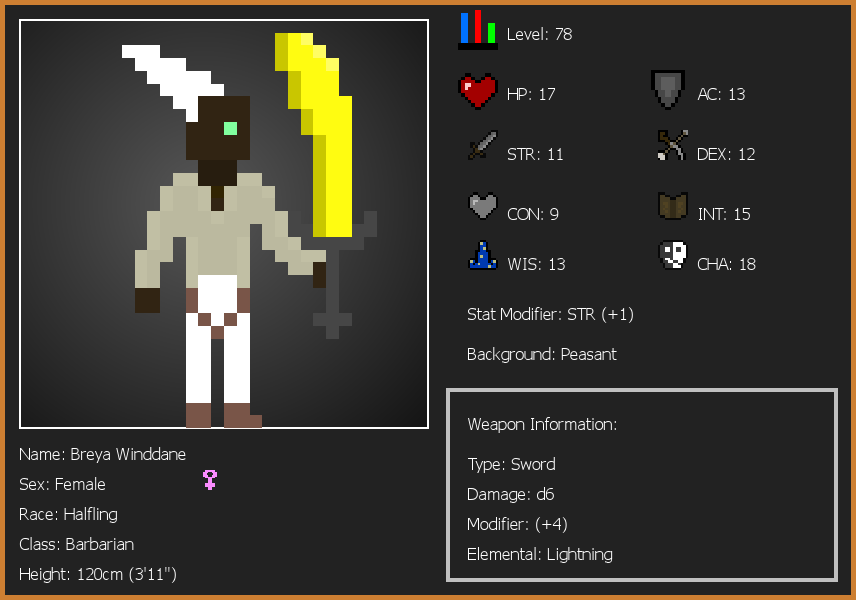 Level: 78
HP: 17
AC: 13
STR: 11
DEX: 12
CON: 9
INT: 15
WIS: 13
CHA: 18
Stat Modifier: STR (+1)
Background: Peasant
Weapon Information:
Type: Sword
Damage: d6
Modifier: (+4)
Elemental: Lightning
Name: Breya Winddane
Sex: Female
Race: Halfling
Class: Barbarian
Height: 120cm (3'11")